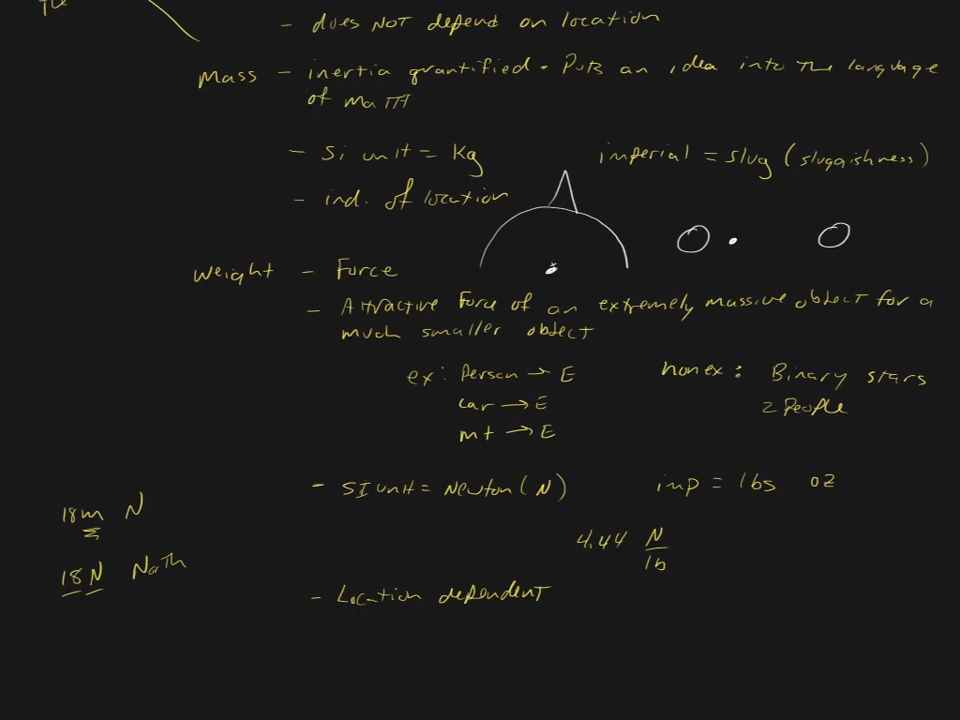 The
- does NOT depend on location
Mass - inertia quantified. Puts an idea into the language
of maTH
- Si unit = Kg
imperial = slug (sluggishness)
- ind. of location
weight - Force
- Attractive Force of an extremely massive object for a
much smaller object
ex: Person → E
nonex: Binary stars
car → E
2 People
mt → E
- SI unit = Newton (N)
imp = lbs oz
18m N
4.44 N/lb
18N North
- Location dependent